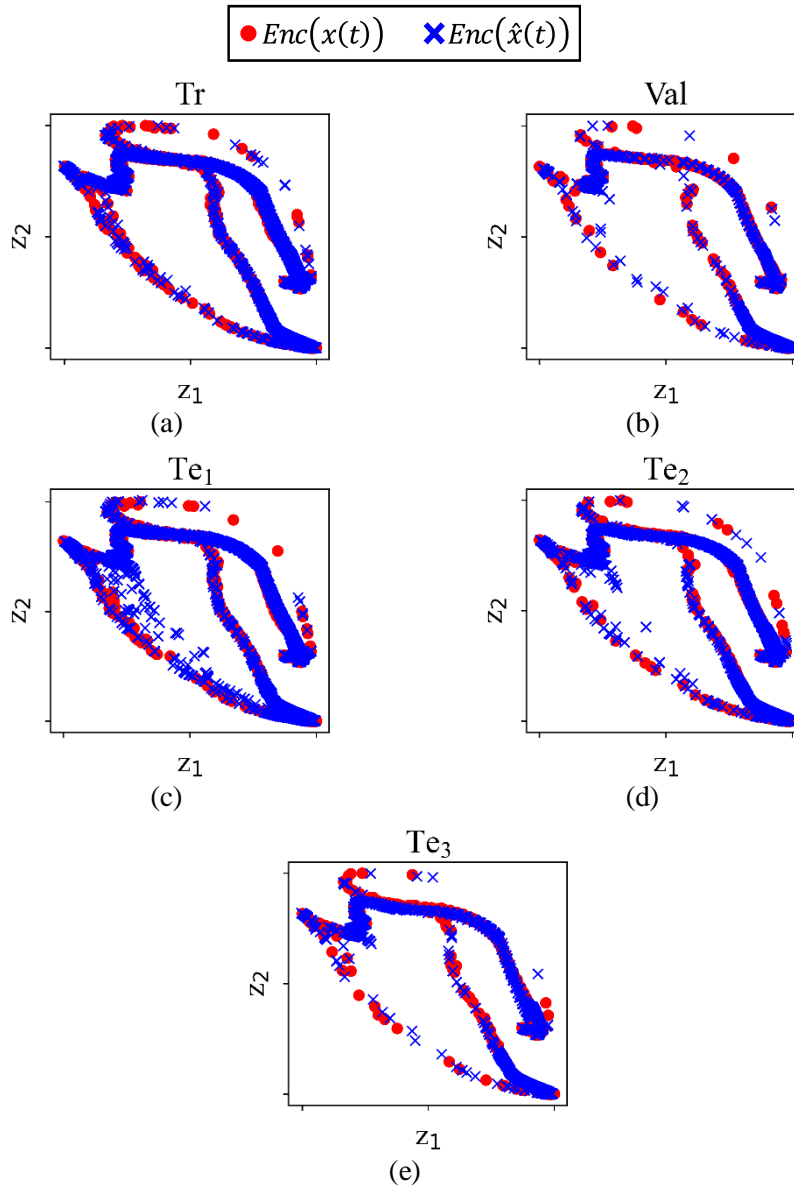 Enc(x(t)) Enc(x̂(t))
Tr Val
z₂ z₂
z₁ z₁
(a) (b)
Te₁ Te₂
z₂ z₂
z₁ z₁
(c) (d)
Te₃
z₂
z₁
(e)